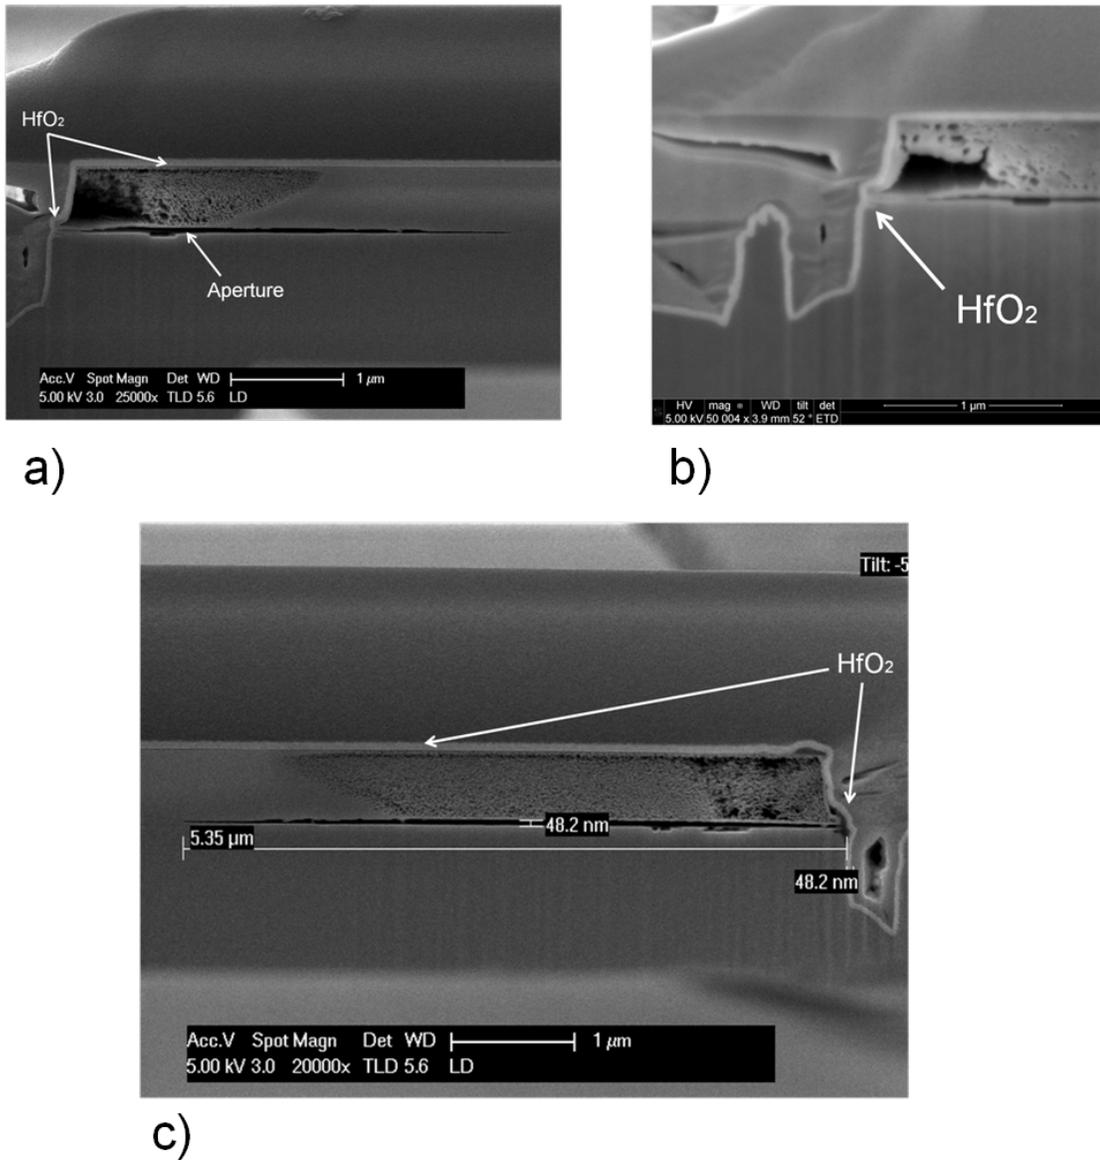 HfO2
Aperture
Acc.V Spot Magn Det WD 1 µm
5.00 kV 3.0 25000x TLD 5.6 LD
a)
HfO2
HV mag WD tilt det 1 µm
5.00 kV 50 004 x 3.9 mm 52 ° ETD
b)
Tilt: -5
HfO2
48.2 nm
5.35 µm
48.2 nm
Acc.V Spot Magn Det WD 1 µm
5.00 kV 3.0 20000x TLD 5.6 LD
c)